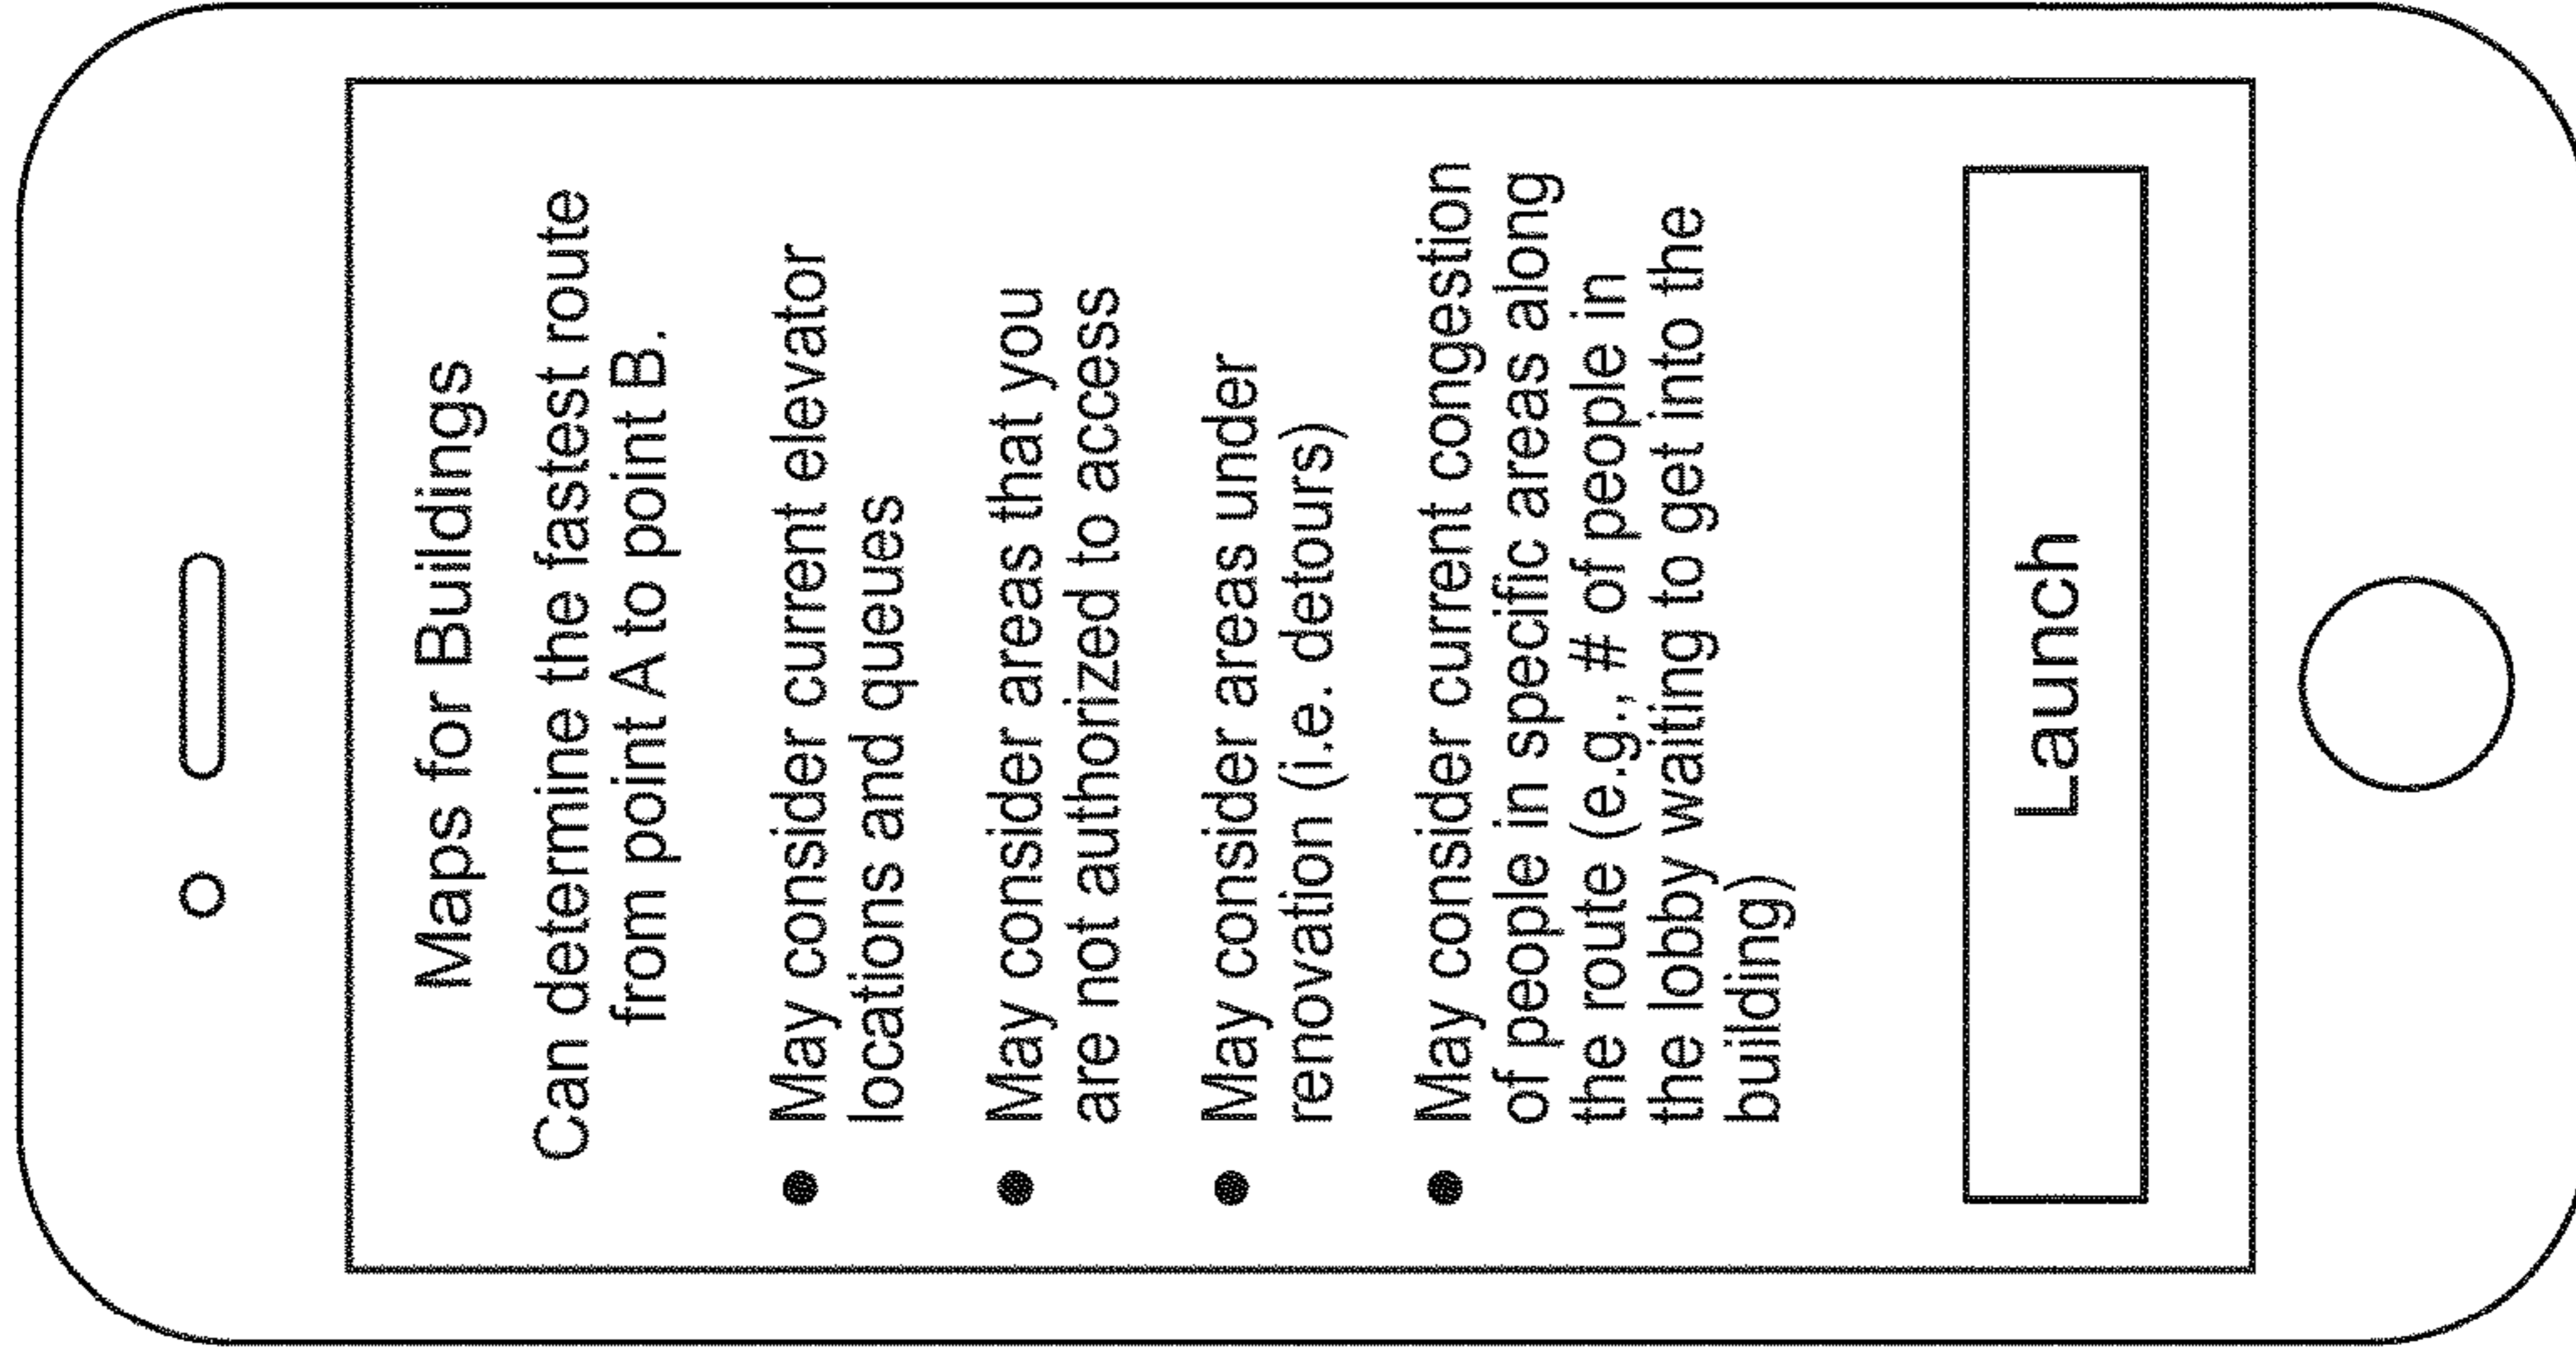 Maps for Buildings
Can determine the fastest route
from point A to point B.
● May consider current elevator
locations and queues
● May consider areas that you
are not authorized to access
● May consider areas under
renovation (i.e. detours)
● May consider current congestion
of people in specific areas along
the route (e.g., # of people in
the lobby waiting to get into the
building)
Launch